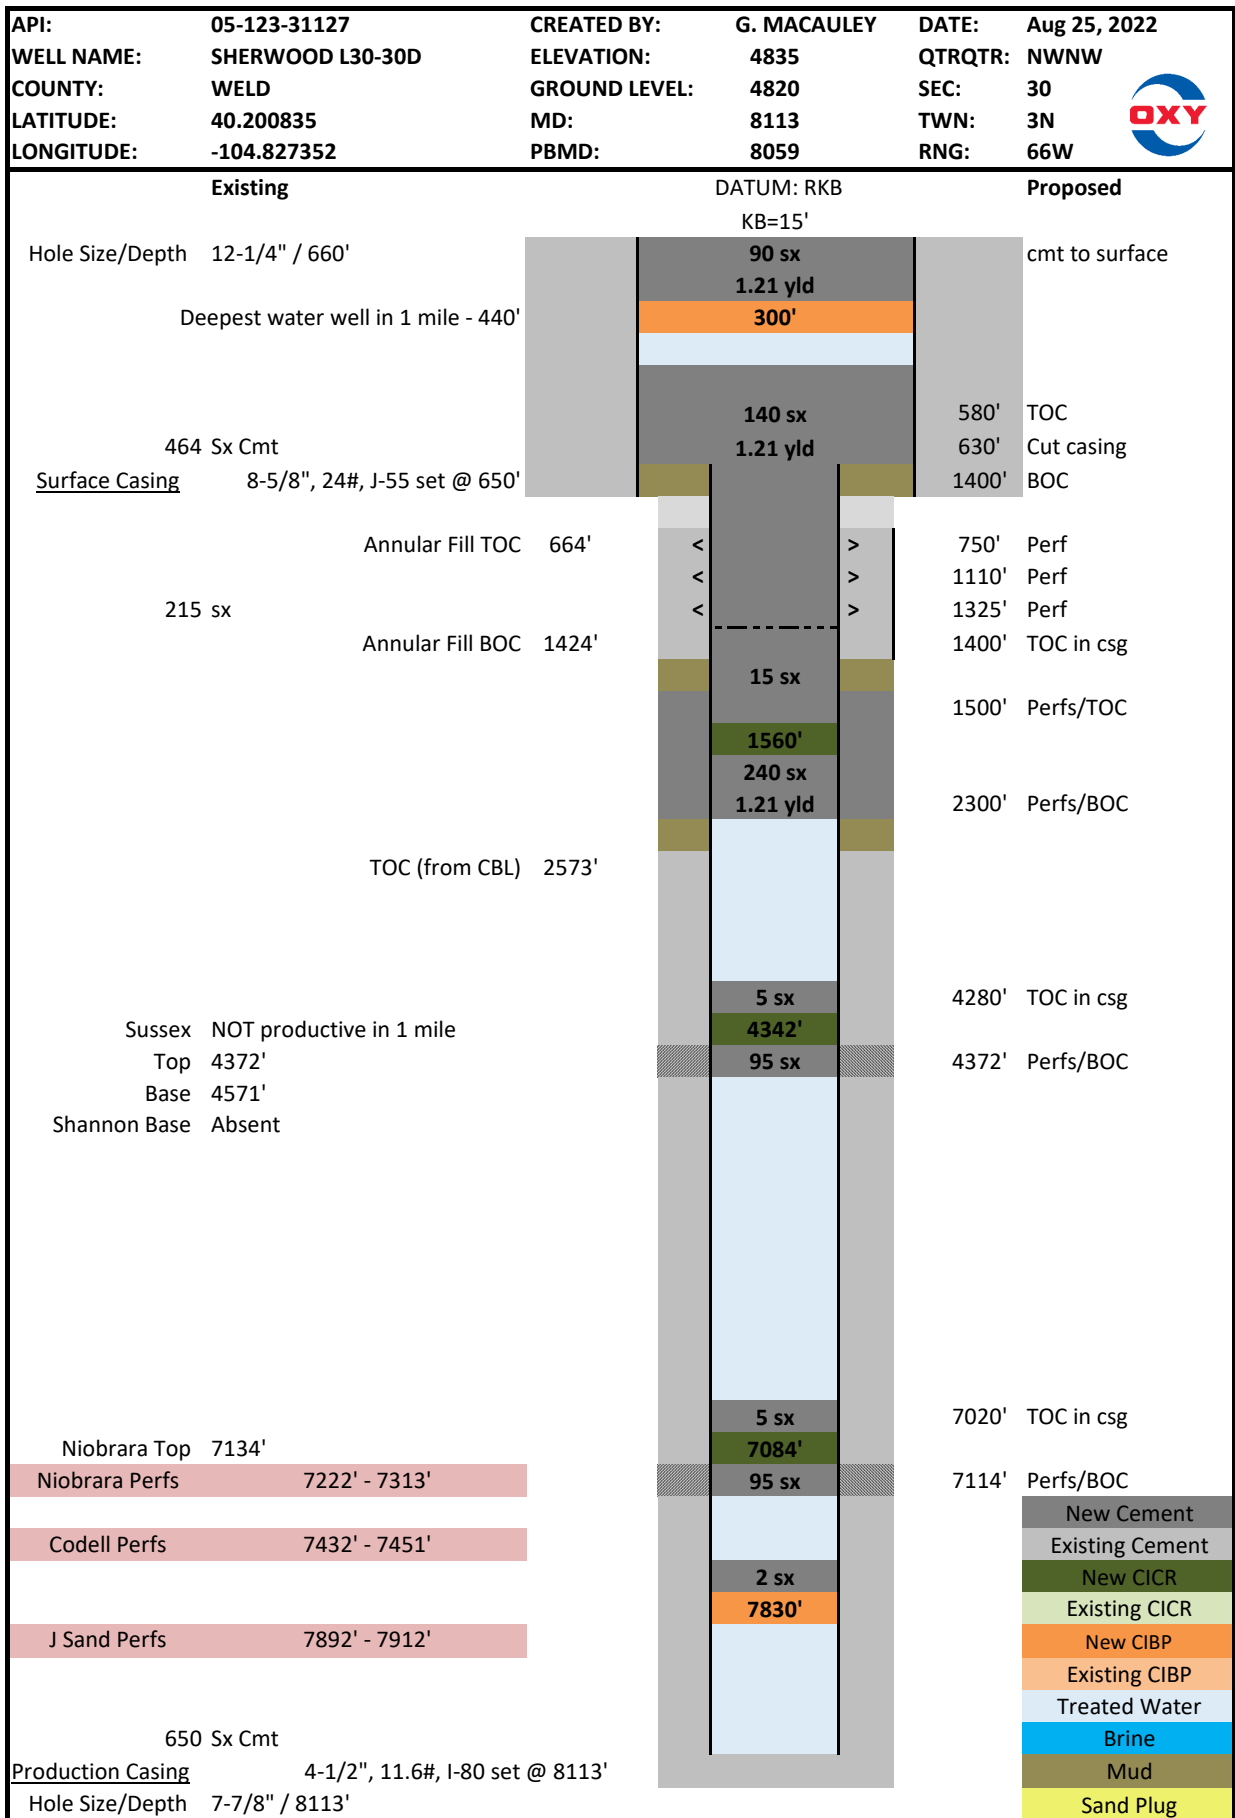 API: 05-123-31127 CREATED BY: G. MACAULEY DATE: Aug 25, 2022
WELL NAME: SHERWOOD L30-30D ELEVATION: 4835 QTRQTR: NWNW
COUNTY: WELD GROUND LEVEL: 4820 SEC: 30
LATITUDE: 40.200835 MD: 8113 TWN: 3N
LONGITUDE: -104.827352 PBMD: 8059 RNG: 66W
OXY
Existing DATUM: RKB Proposed
KB=15'
Hole Size/Depth 12-1/4" / 660' 90 sx cmt to surface
1.21 yld
Deepest water well in 1 mile - 440' 300'
140 sx 580' TOC
464 Sx Cmt 1.21 yld 630' Cut casing
Surface Casing 8-5/8", 24#, J-55 set @ 650' 1400' BOC
Annular Fill TOC 664' < > 750' Perf
< > 1110' Perf
215 sx < > 1325' Perf
Annular Fill BOC 1424' 1400' TOC in csg
15 sx
1500' Perfs/TOC
1560'
240 sx
1.21 yld 2300' Perfs/BOC
TOC (from CBL) 2573'
5 sx 4280' TOC in csg
Sussex NOT productive in 1 mile 4342'
Top 4372' 95 sx 4372' Perfs/BOC
Base 4571'
Shannon Base Absent
5 sx 7020' TOC in csg
Niobrara Top 7134' 7084'
Niobrara Perfs 7222' - 7313' 95 sx 7114' Perfs/BOC
New Cement
Codell Perfs 7432' - 7451' Existing Cement
2 sx New CICR
7830' Existing CICR
J Sand Perfs 7892' - 7912' New CIBP
Existing CIBP
Treated Water
650 Sx Cmt Brine
Production Casing 4-1/2", 11.6#, I-80 set @ 8113' Mud
Hole Size/Depth 7-7/8" / 8113' Sand Plug